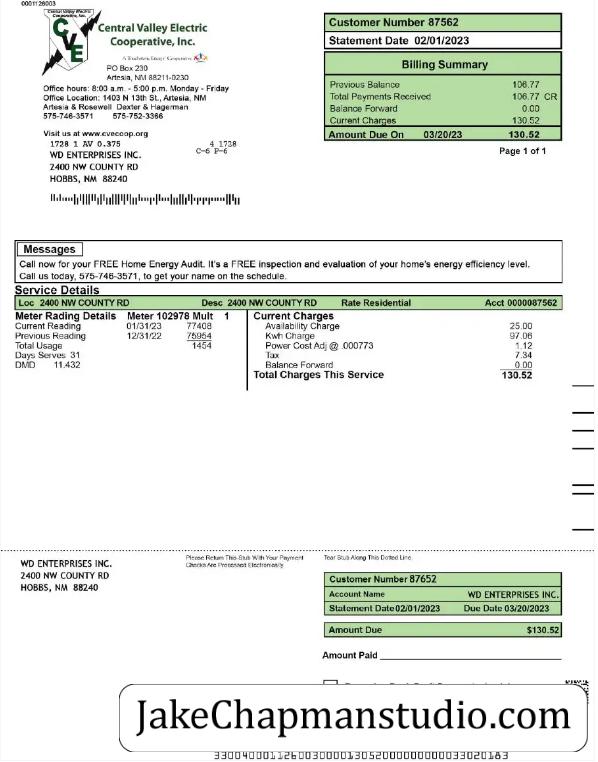 0001126003
Central Valley Electric
Cooperative, Inc.
CVE
A Touchstone Energy Cooperative
PO Box 230
Artesia, NM 88211-0230
Office hours: 8:00 a.m. - 5:00 p.m. Monday - Friday
Office Location: 1403 N 13th St., Artesia, NM
Artesia & Rosewell Dexter & Hagerman
575-746-3571 575-752-3366
Visit us at www.cvecoop.org
1728 1 AV 0.375 4 1738
C-6 P-6
WD ENTERPRISES INC.
2400 NW COUNTY RD
HOBBS, NM 88240
Customer Number 87562
Statement Date 02/01/2023
Billing Summary
Previous Balance 106.77
Total Payments Received 106.77 CR
Balance Forward 0.00
Current Charges 130.52
Amount Due On 03/20/23 130.52
Page 1 of 1
Messages
Call now for your FREE Home Energy Audit. It's a FREE inspection and evaluation of your home's energy efficiency level.
Call us today, 575-746-3571, to get your name on the schedule.
Service Details
Loc 2400 NW COUNTY RD Desc 2400 NW COUNTY RD Rate Residential Acct 0000087562
Meter Rading Details Meter 102978 Mult 1
Current Reading 01/31/23 77408
Previous Reading 12/31/22 75954
Total Usage 1454
Days Serves 31
DMD 11.432
Current Charges
Availability Charge 25.00
Kwh Charge 97.06
Power Cost Adj @ .000773 1.12
Tax 7.34
Balance Forward 0.00
Total Charges This Service 130.52
Please Return This Stub With Your Payment
Checks Are Processed Electronically
Tear Stub Along This Dotted Line
WD ENTERPRISES INC.
2400 NW COUNTY RD
HOBBS, NM 88240
Customer Number 87652
Account Name WD ENTERPRISES INC.
Statement Date 02/01/2023 Due Date 03/20/2023
Amount Due $130.52
Amount Paid
JakeChapmanstudio.com